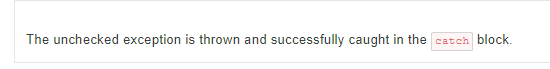 The unchecked exception is thrown and successfully caught in the catch block.